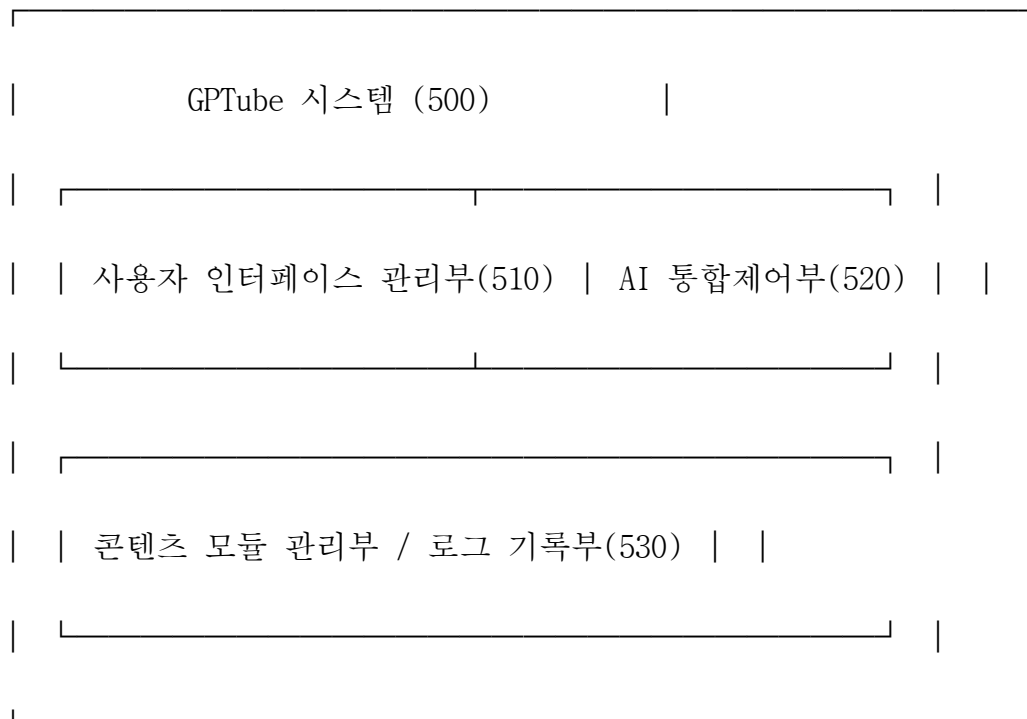 GPTube 시스템 (500)
사용자 인터페이스 관리부(510) | AI 통합제어부(520)
콘텐츠 모듈 관리부 / 로그 기록부(530)